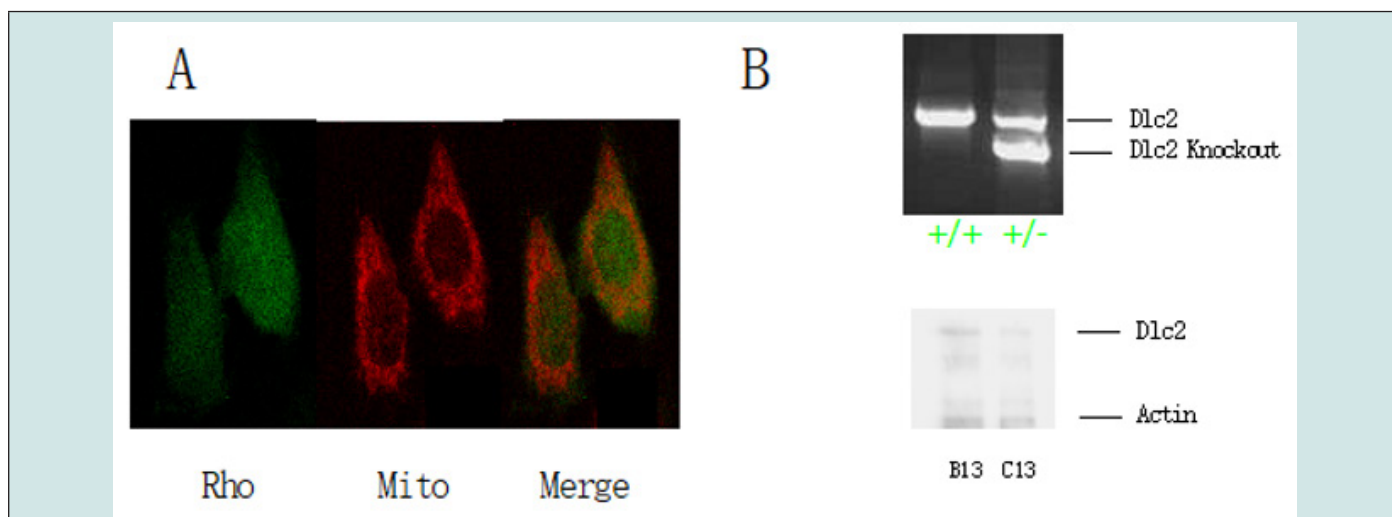 A
B
Dlc2
Dlc2 Knockout
+/+ +/-
Dlc2
Actin
B13 C13
Rho Mito Merge